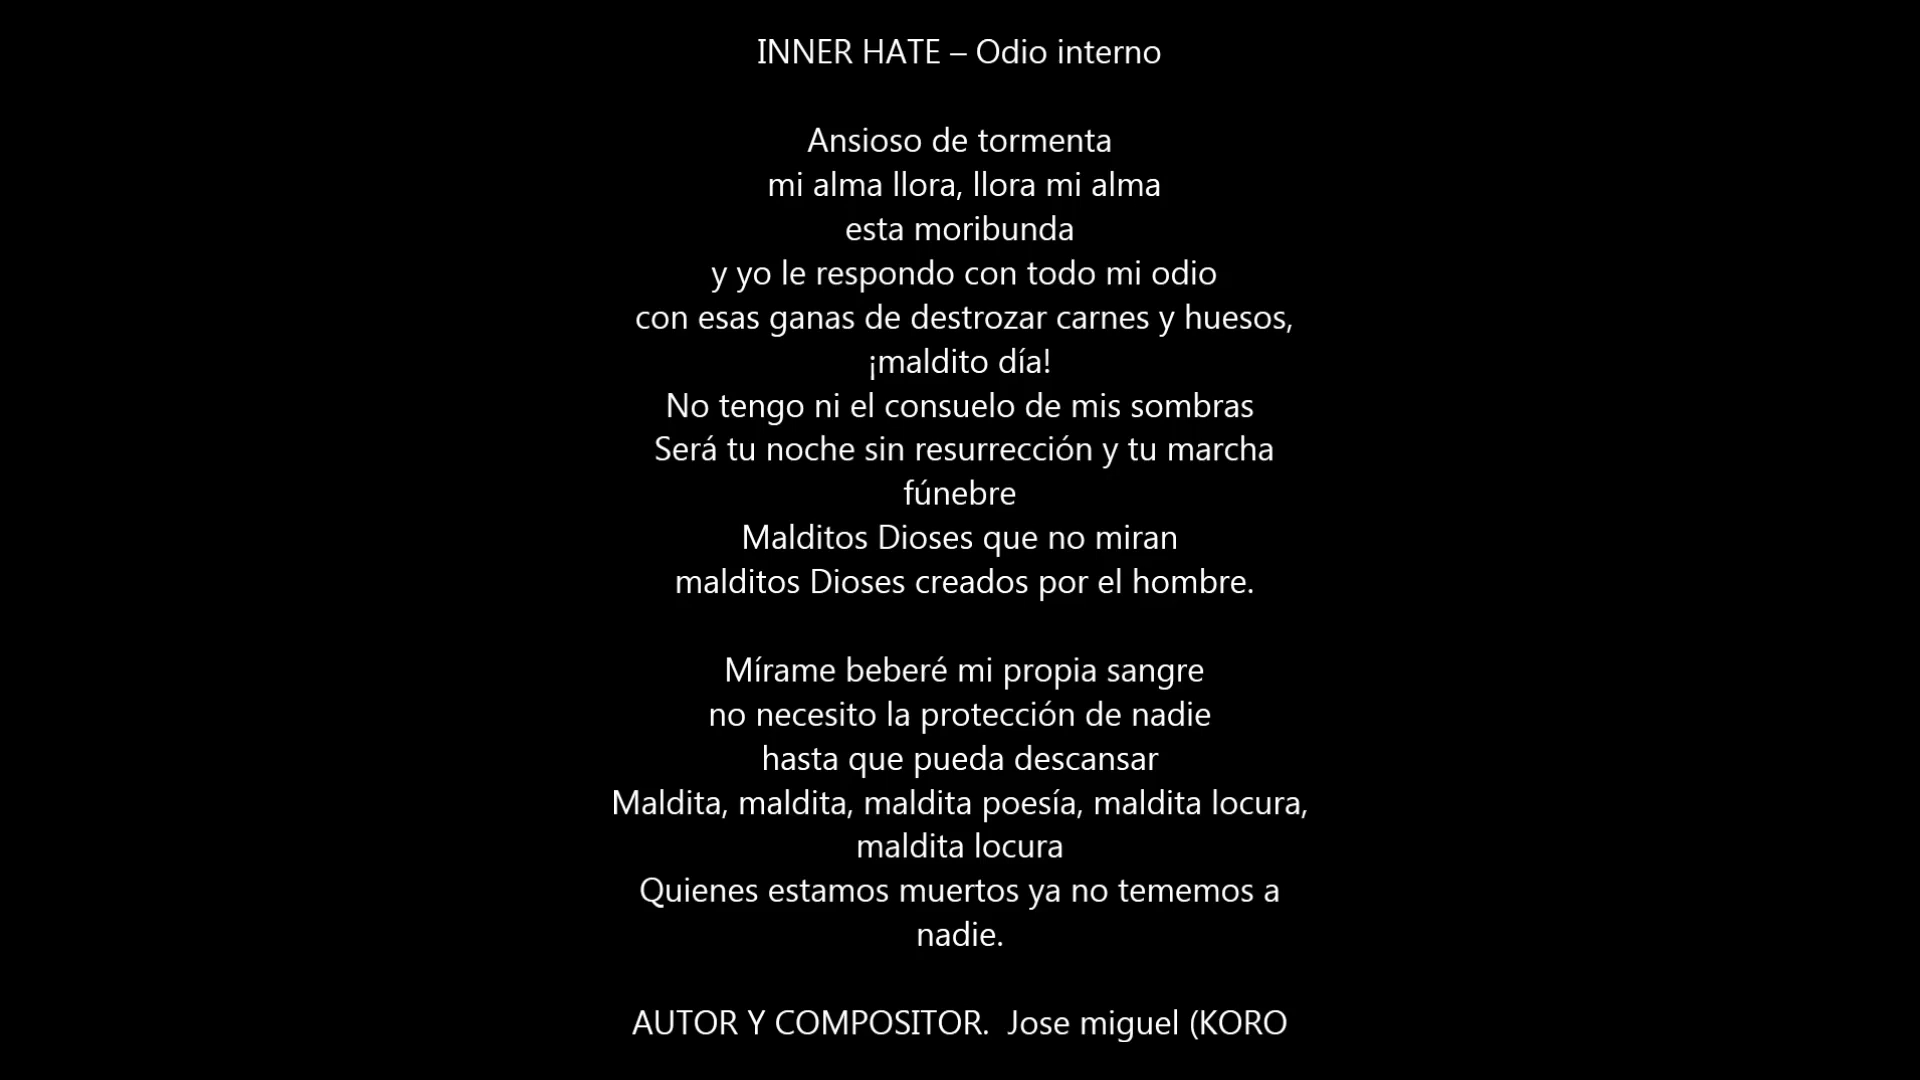 INNER HATE – Odio interno
Ansioso de tormenta
mi alma llora, llora mi alma
esta moribunda
y yo le respondo con todo mi odio
con esas ganas de destrozar carnes y huesos,
¡maldito día!
No tengo ni el consuelo de mis sombras
Será tu noche sin resurrección y tu marcha
fúnebre
Malditos Dioses que no miran
malditos Dioses creados por el hombre.
Mírame beberé mi propia sangre
no necesito la protección de nadie
hasta que pueda descansar
Maldita, maldita, maldita poesía, maldita locura,
maldita locura
Quienes estamos muertos ya no tememos a
nadie.
AUTOR Y COMPOSITOR.  Jose miguel (KORO